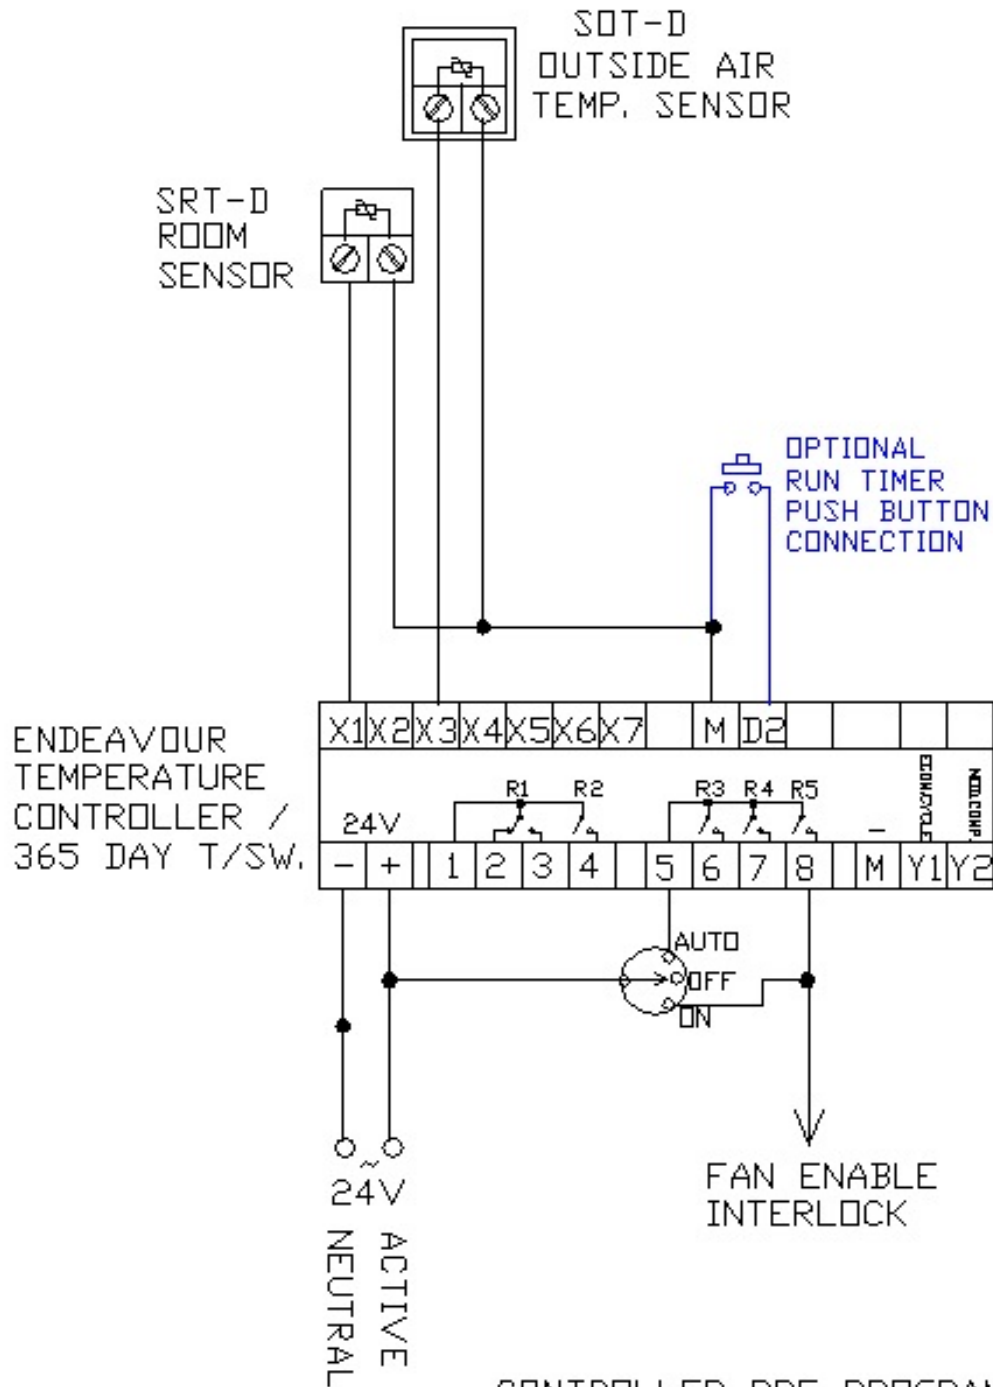 SOT-D
OUTSIDE AIR
TEMP. SENSOR
SRT-D
ROOM
SENSOR
OPTIONAL
RUN TIMER
PUSH BUTTON
CONNECTION
ENDEAVOUR
TEMPERATURE
CONTROLLER /
365 DAY T/SW.
X1 X2 X3 X4 X5 X6 X7 M D2
R1 R2 R3 R4 R5
24V
ECON.CYCLE
- + 1 2 3 4 5 6 7 8 M Y1 Y2
AUTO
OFF
ON
~
24V
NEUTRAL
ACTIVE
FAN ENABLE
INTERLOCK